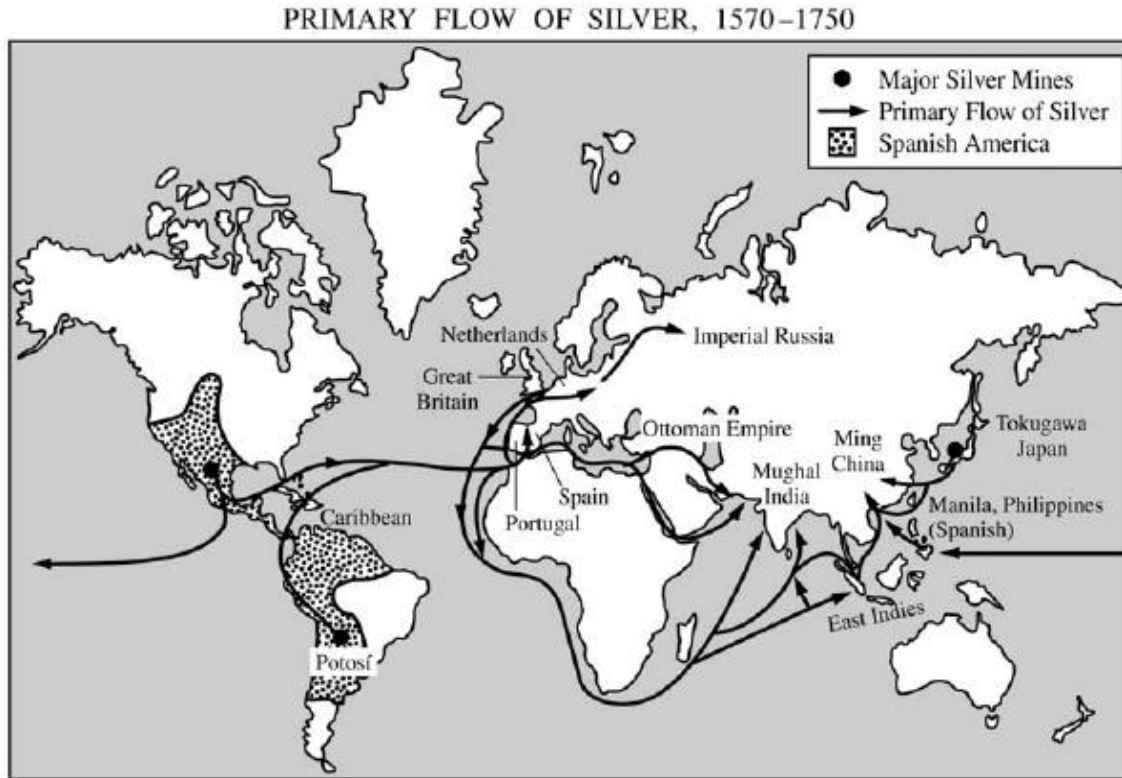 PRIMARY FLOW OF SILVER, 1570–1750
Major Silver Mines
Primary Flow of Silver
Spanish America
Netherlands
Imperial Russia
Great
Britain
Ottoman Empire
Tokugawa
Japan
Ming
China
Mughal
India
Spain
Portugal
Caribbean
Manila, Philippines
(Spanish)
East Indies
Potosí